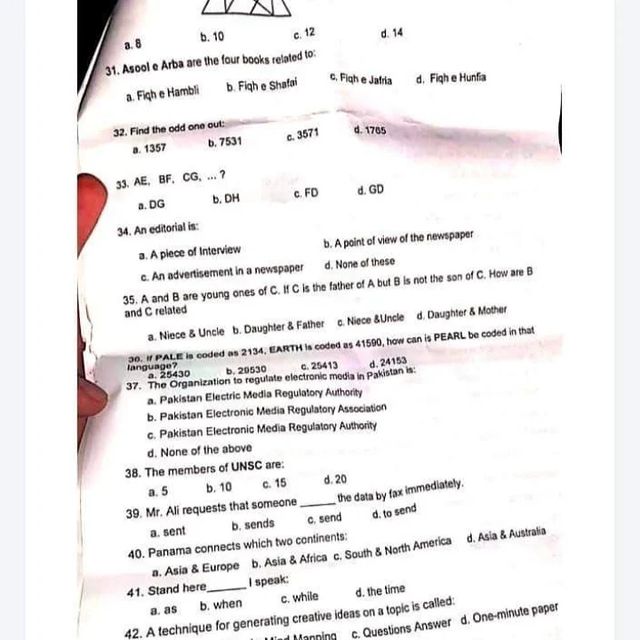 a. 8 b. 10 c. 12 d. 14
31. Asool e Arba are the four books related to:
a. Fiqh e Hambli b. Fiqh e Shafai c. Fiqh e Jafria d. Fiqh e Hunfia
32. Find the odd one out:
a. 1357 b. 7531 c. 3571 d. 1765
33. AE, BF, CG, ... ?
a. DG b. DH c. FD d. GD
34. An editorial is:
a. A piece of Interview b. A point of view of the newspaper
c. An advertisement in a newspaper d. None of these
35. A and B are young ones of C. If C is the father of A but B is not the son of C. How are B
and C related
a. Niece & Uncle b. Daughter & Father c. Niece &Uncle d. Daughter & Mother
36. If PALE is coded as 2134, EARTH is coded as 41590, how can is PEARL be coded in that
language?
a. 25430 b. 29530 c. 25413 d. 24153
37. The Organization to regulate electronic media in Pakistan is:
a. Pakistan Electric Media Regulatory Authority
b. Pakistan Electronic Media Regulatory Association
c. Pakistan Electronic Media Regulatory Authority
d. None of the above
38. The members of UNSC are:
a. 5 b. 10 c. 15 d. 20
39. Mr. Ali requests that someone ______ the data by fax immediately.
a. sent b. sends c. send d. to send
40. Panama connects which two continents:
a. Asia & Europe b. Asia & Africa c. South & North America d. Asia & Australia
41. Stand here______ I speak:
a. as b. when c. while d. the time
42. A technique for generating creative ideas on a topic is called:
Mind Mapping c. Questions Answer d. One-minute paper